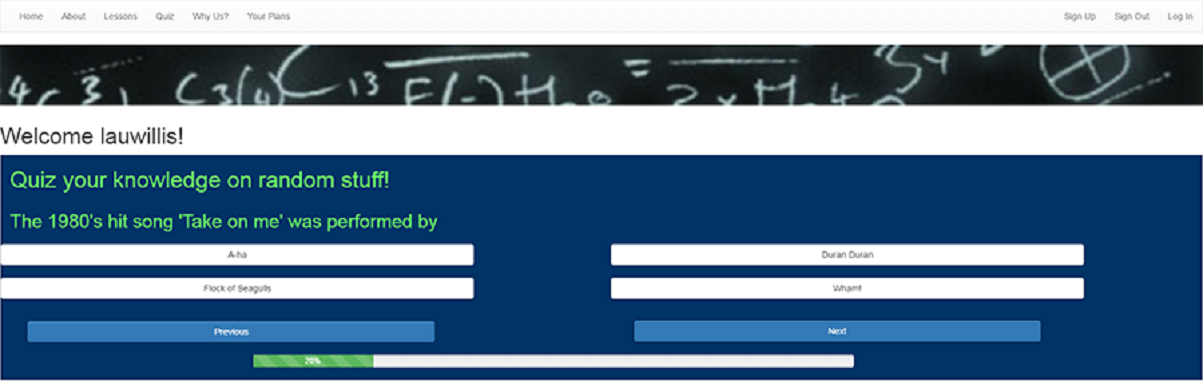 Home About Lessons Quiz Why Us? Your Plans Sign Up Sign Out Log In
Welcome lauwillis!
Quiz your knowledge on random stuff!
The 1980's hit song 'Take on me' was performed by
A-ha Duran Duran
Flock of Seagulls Wham!
Previous Next
20%